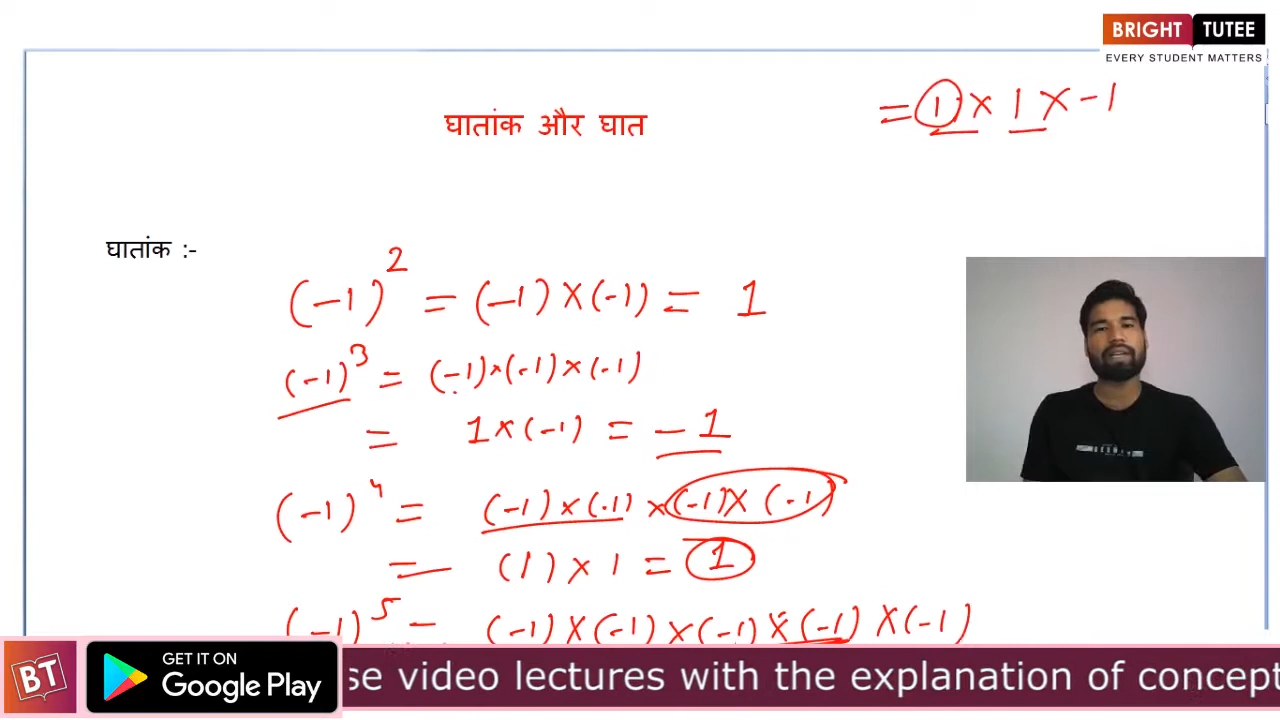 BRIGHT TUTEE
EVERY STUDENT MATTERS
= 1 × 1 × -1
घातांक और घात
घातांक :-
(-1)² = (-1) × (-1) = 1
(-1)³ = (-1) × (-1) × (-1)
= 1 × (-1) = -1
(-1)⁴ = (-1) × (-1) × (-1) × (-1)
= (1) × 1 = 1
(-1)⁵ = (-1) × (-1) × (-1) × (-1) × (-1)
BT
GET IT ON
Google Play
se video lectures with the explanation of concept